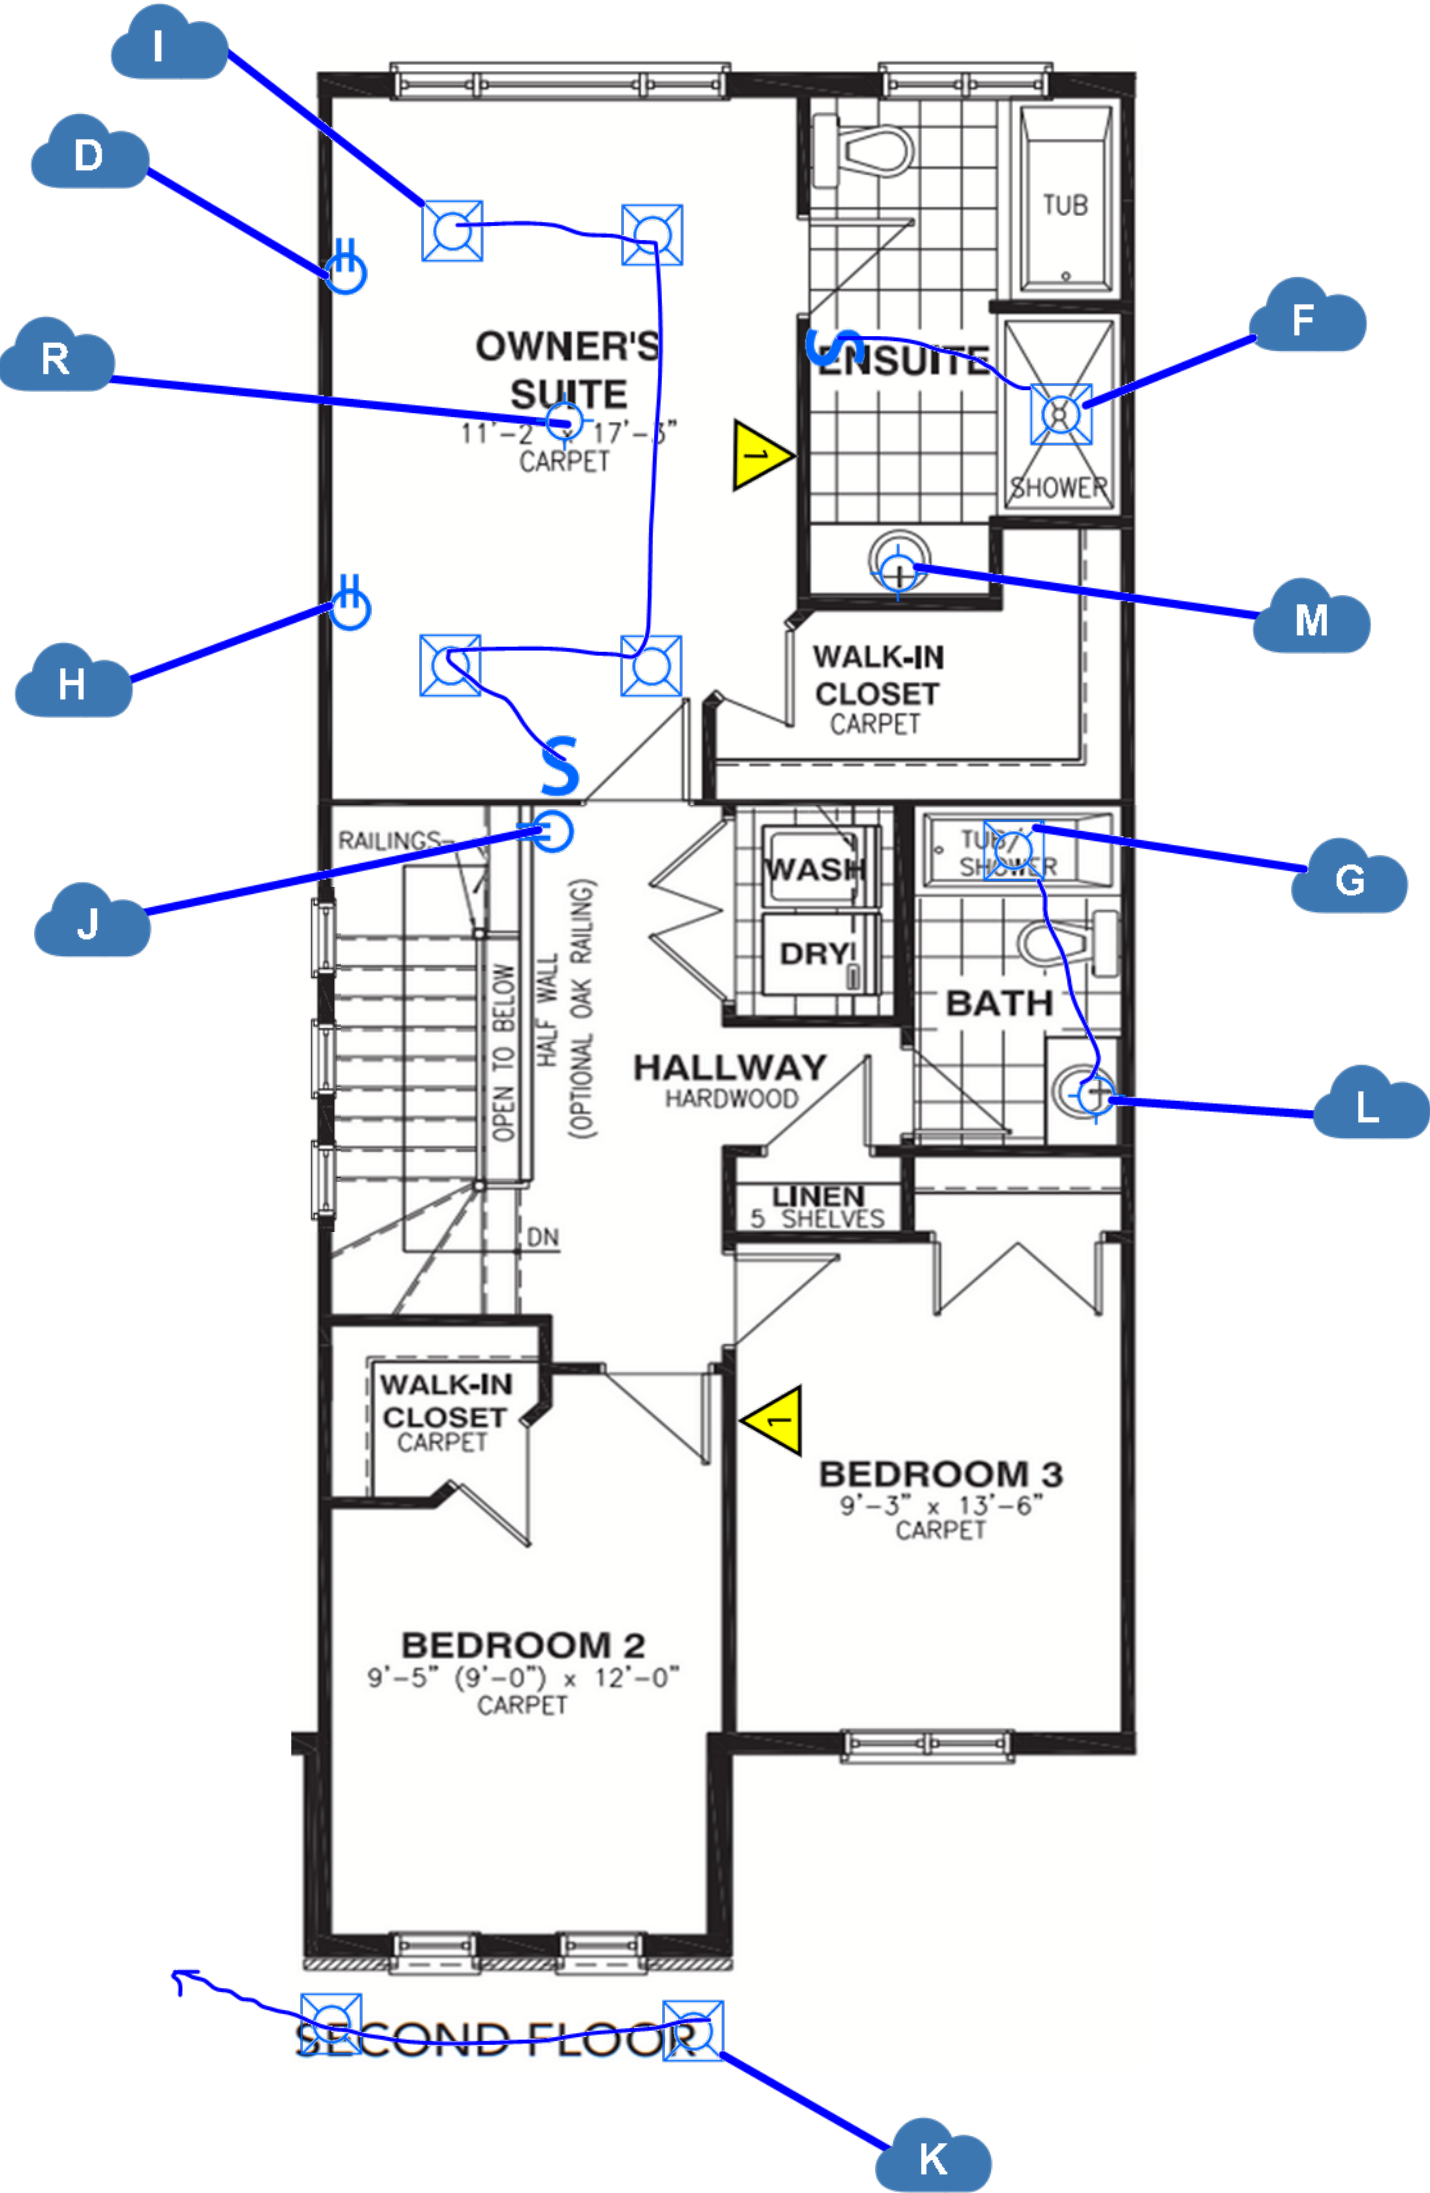 I
D
TUB
F
R
OWNER'S
SUITE
11'-2" x 17'-3"
CARPET
S
ENSUITE
1
SHOWER
M
H
WALK-IN
CLOSET
CARPET
S
RAILINGS
J
WASH
DRY
TUB/
SHOWER
G
OPEN TO BELOW
HALF WALL
(OPTIONAL OAK RAILING)
BATH
HALLWAY
HARDWOOD
L
LINEN
5 SHELVES
DN
WALK-IN
CLOSET
CARPET
1
BEDROOM 3
9'-3" x 13'-6"
CARPET
BEDROOM 2
9'-5" (9'-0") x 12'-0"
CARPET
SECOND FLOOR
K